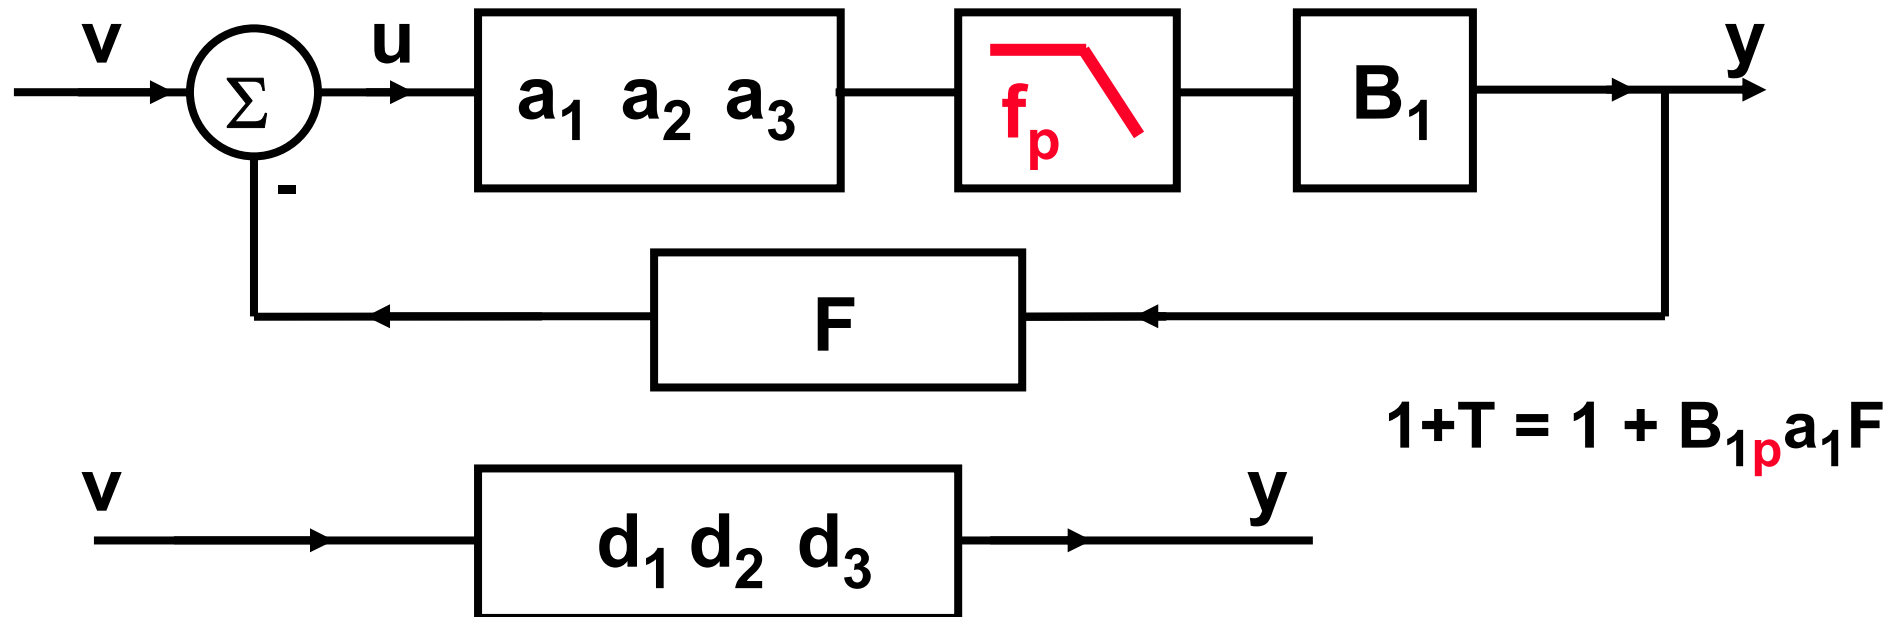 v
Σ
u
a₁ a₂ a₃
fₚ
B₁
y
-
F
1+T = 1 + B₁ₚa₁F
v
d₁ d₂ d₃
y